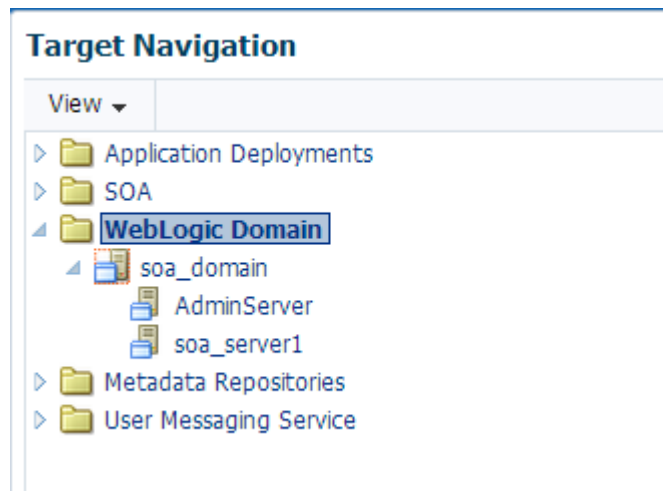 Target Navigation
View
Application Deployments
SOA
WebLogic Domain
soa_domain
AdminServer
soa_server1
Metadata Repositories
User Messaging Service